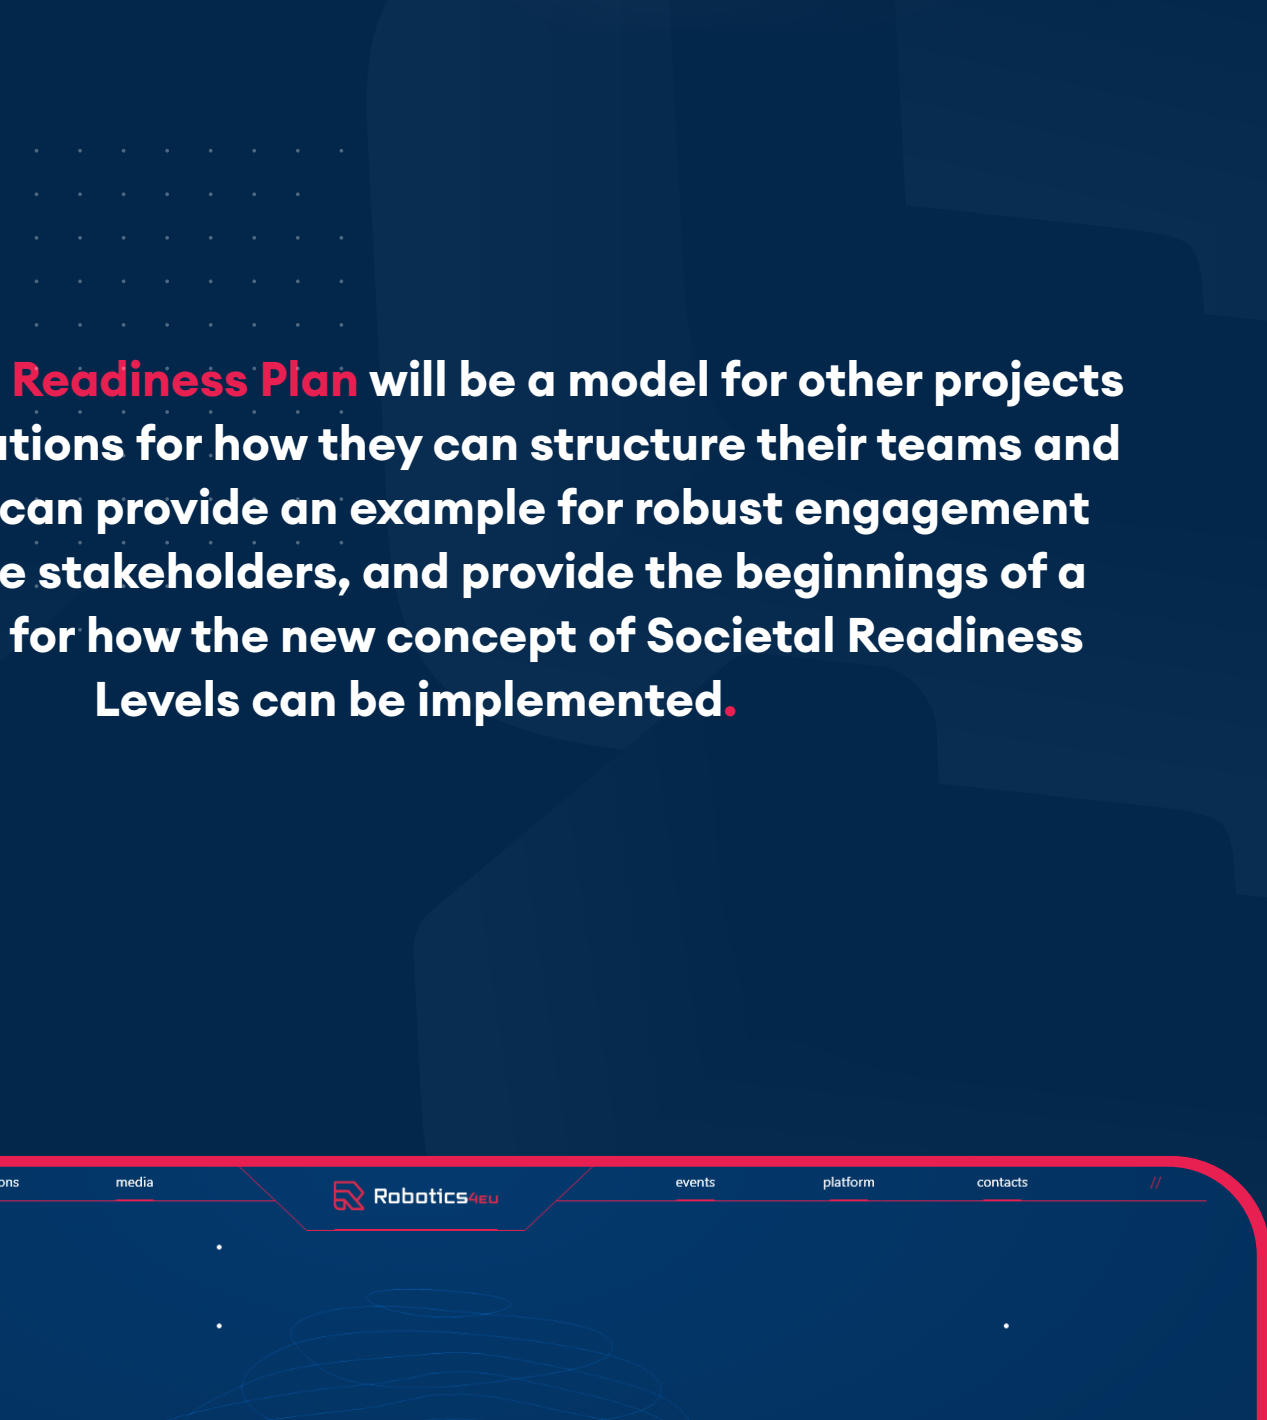 Readiness Plan will be a model for other projects
for how they can structure their teams and
can provide an example for robust engagement
stakeholders, and provide the beginnings of a
for how the new concept of Societal Readiness
Levels can be implemented.
media
Robotics4EU
events
platform
contacts
//